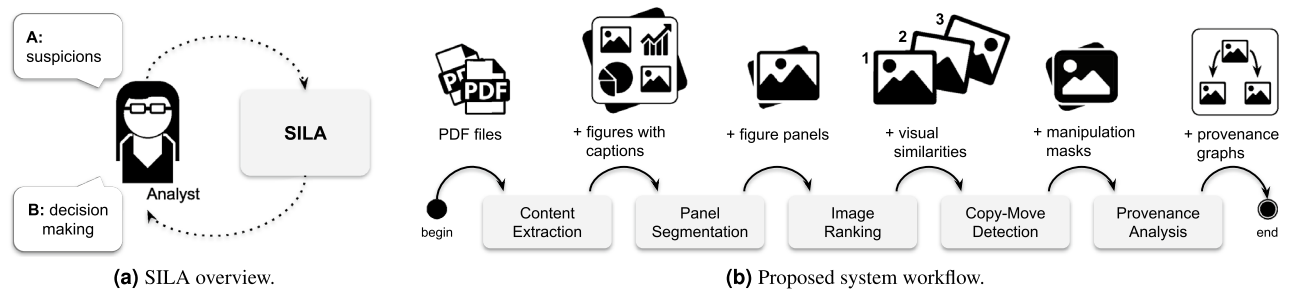 A:
suspicions
SILA
Analyst
B: decision
making
(a) SILA overview.
PDF
PDF
1
2
3
PDF files
+ figures with
captions
+ figure panels
+ visual
similarities
+ manipulation
masks
+ provenance
graphs
begin
Content
Extraction
Panel
Segmentation
Image
Ranking
Copy-Move
Detection
Provenance
Analysis
end
(b) Proposed system workflow.